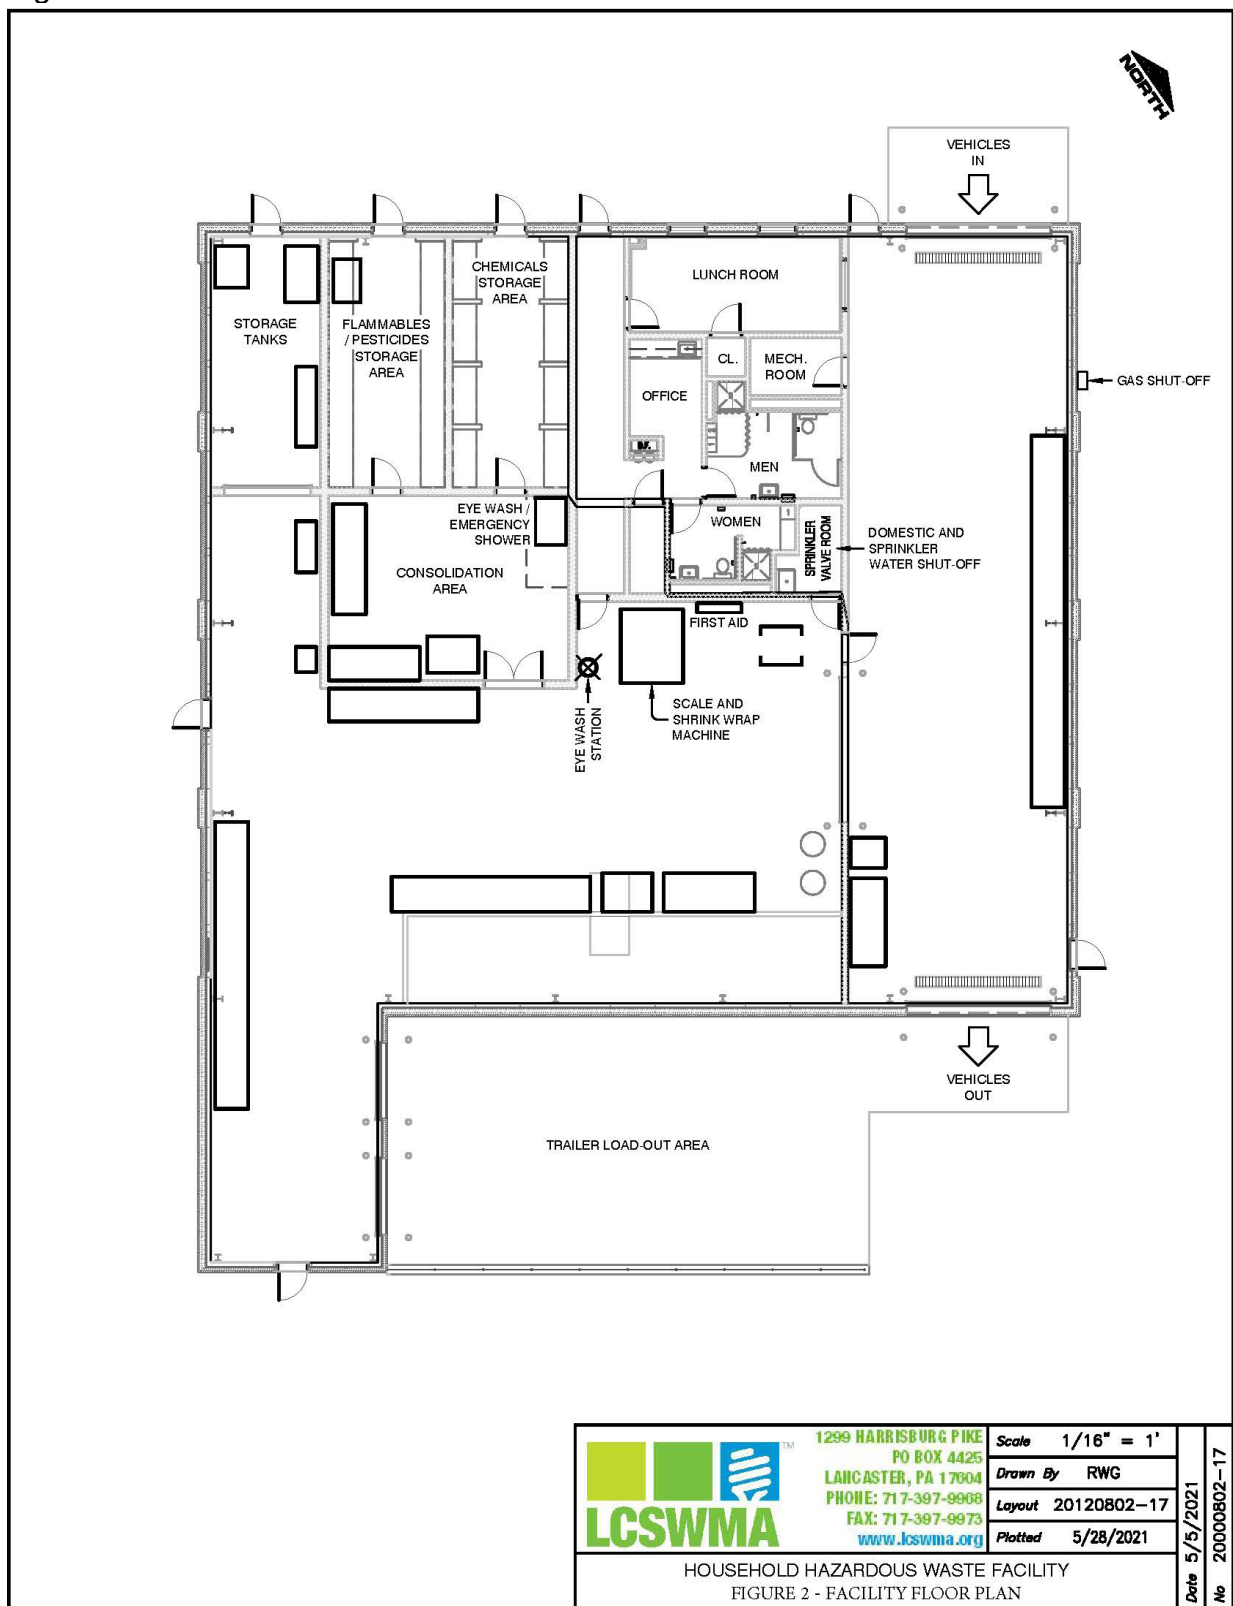 NORTH
VEHICLES
IN
CHEMICALS
STORAGE
AREA
LUNCH ROOM
STORAGE
TANKS
FLAMMABLES
/ PESTICIDES
STORAGE
AREA
CL.
MECH.
ROOM
GAS SHUT-OFF
OFFICE
D.F.
MEN
EYE WASH /
EMERGENCY
SHOWER
WOMEN
SPRINKLER
VALVE ROOM
DOMESTIC AND
SPRINKLER
WATER SHUT-OFF
CONSOLIDATION
AREA
FIRST AID
EYE WASH
STATION
SCALE AND
SHRINK WRAP
MACHINE
VEHICLES
OUT
TRAILER LOAD-OUT AREA
LCSWMA
TM
1299 HARRISBURG PIKE
PO BOX 4425
LANCASTER, PA 17604
PHONE: 717-397-9968
FAX: 717-397-9973
www.lcswma.org
Scale 1/16" = 1'
Drawn By RWG
Layout 20120802-17
Plotted 5/28/2021
Date 5/5/2021
No 20000802-17
HOUSEHOLD HAZARDOUS WASTE FACILITY
FIGURE 2 - FACILITY FLOOR PLAN